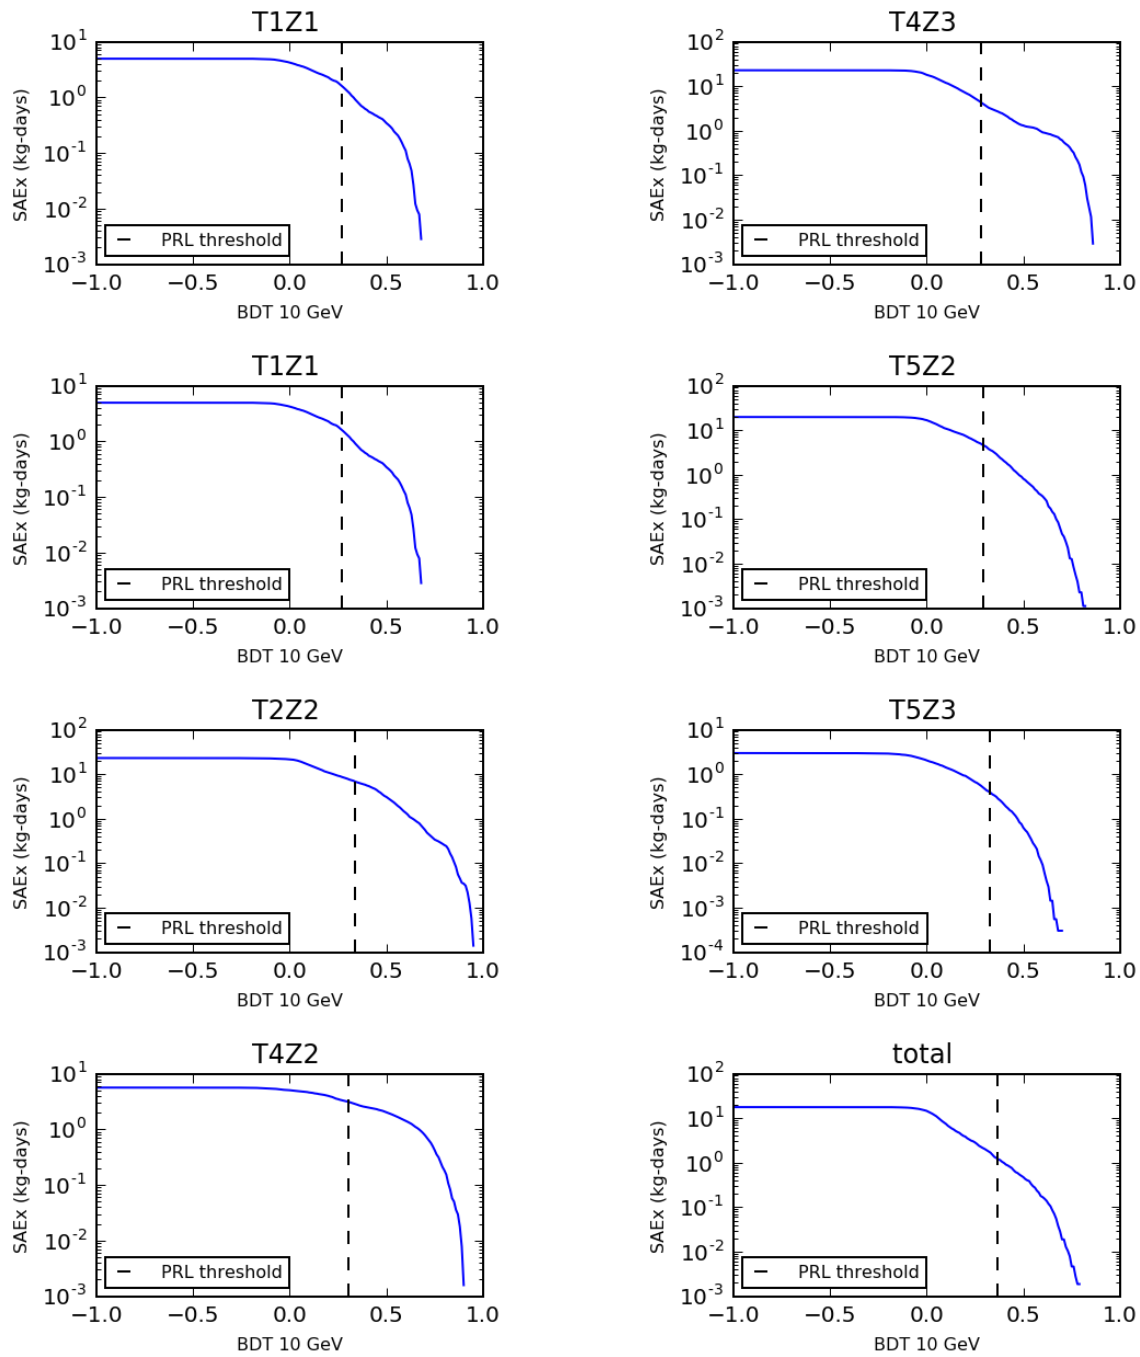 T1Z1
10^1
10^0
10^-1
10^-2
10^-3
SAEx (kg-days)
PRL threshold
−1.0 −0.5 0.0 0.5 1.0
BDT 10 GeV
T4Z3
10^2
10^1
10^0
10^-1
10^-2
10^-3
SAEx (kg-days)
PRL threshold
−1.0 −0.5 0.0 0.5 1.0
BDT 10 GeV
T1Z1
10^1
10^0
10^-1
10^-2
10^-3
SAEx (kg-days)
PRL threshold
−1.0 −0.5 0.0 0.5 1.0
BDT 10 GeV
T5Z2
10^2
10^1
10^0
10^-1
10^-2
10^-3
SAEx (kg-days)
PRL threshold
−1.0 −0.5 0.0 0.5 1.0
BDT 10 GeV
T2Z2
10^2
10^1
10^0
10^-1
10^-2
10^-3
SAEx (kg-days)
PRL threshold
−1.0 −0.5 0.0 0.5 1.0
BDT 10 GeV
T5Z3
10^1
10^0
10^-1
10^-2
10^-3
10^-4
SAEx (kg-days)
PRL threshold
−1.0 −0.5 0.0 0.5 1.0
BDT 10 GeV
T4Z2
10^1
10^0
10^-1
10^-2
10^-3
SAEx (kg-days)
PRL threshold
−1.0 −0.5 0.0 0.5 1.0
BDT 10 GeV
total
10^2
10^1
10^0
10^-1
10^-2
10^-3
SAEx (kg-days)
PRL threshold
−1.0 −0.5 0.0 0.5 1.0
BDT 10 GeV